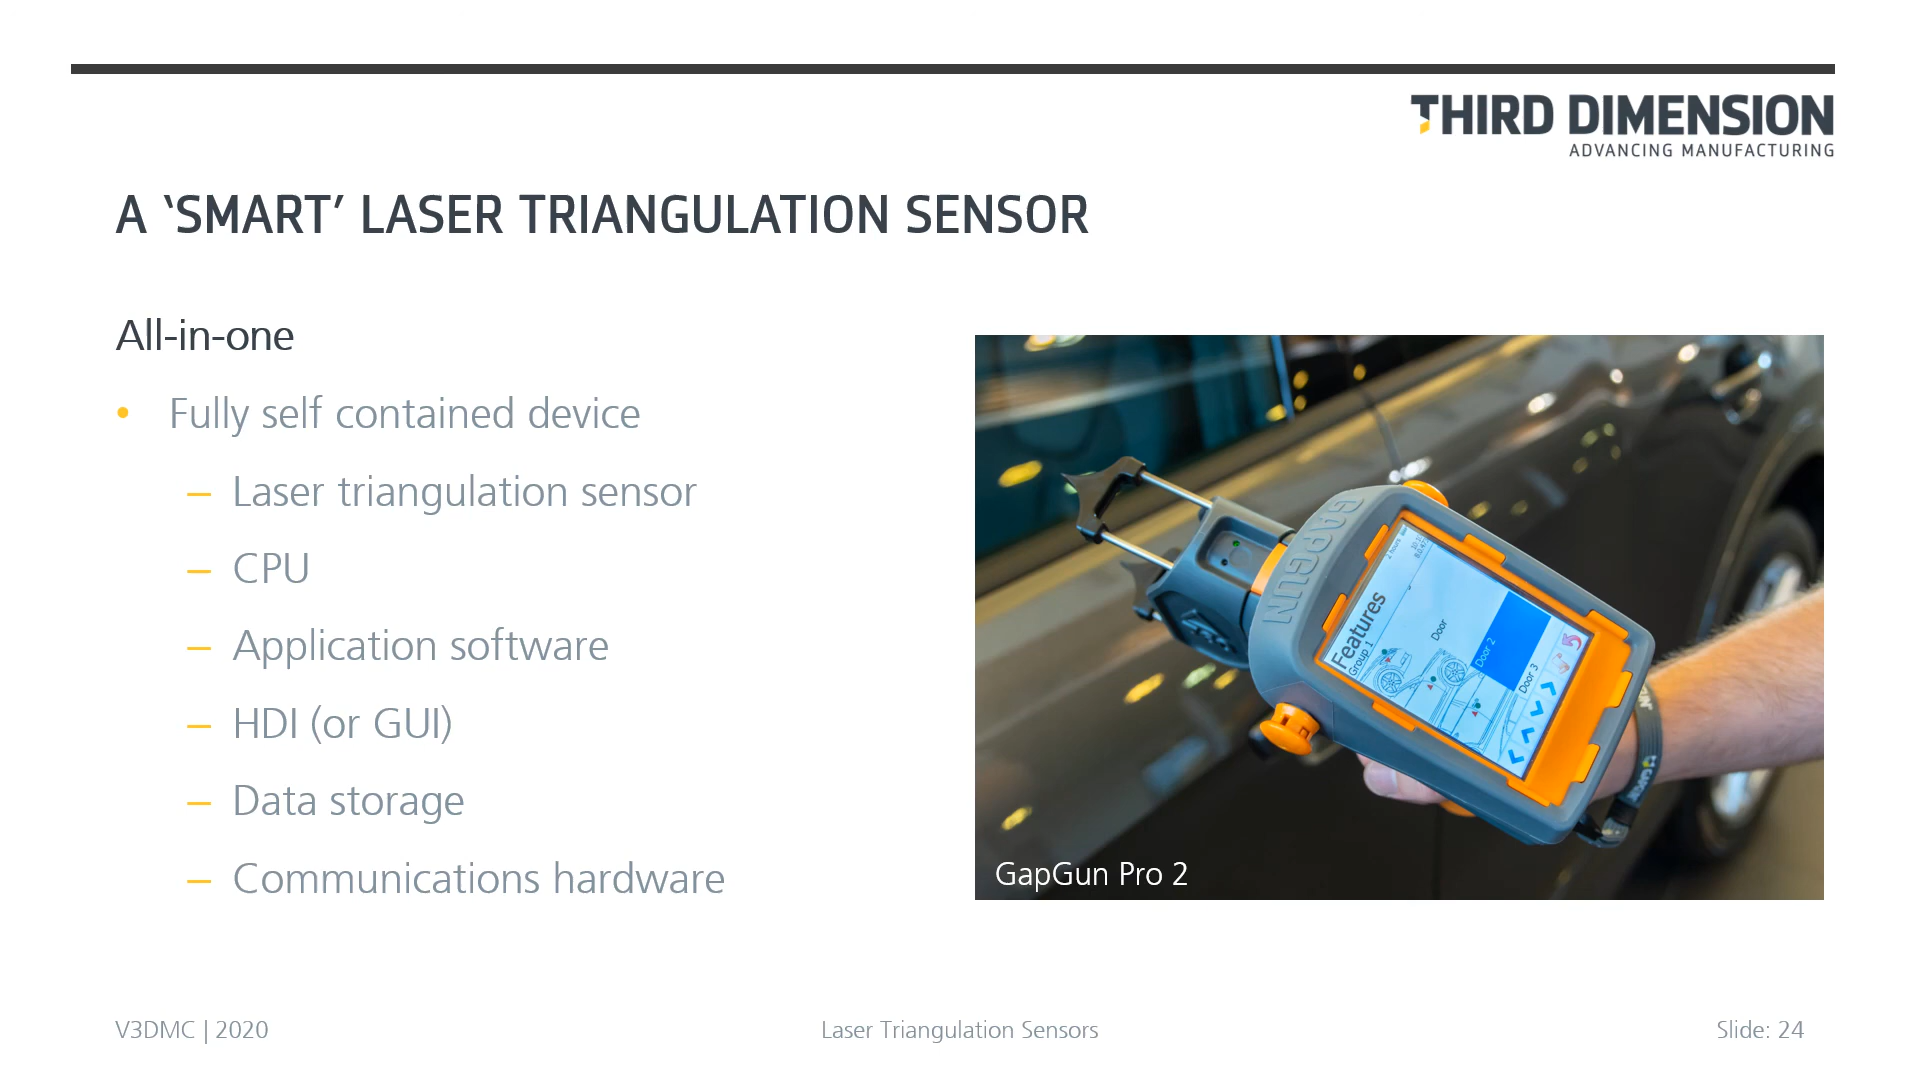 THIRD DIMENSION
ADVANCING MANUFACTURING
A ‘SMART’ LASER TRIANGULATION SENSOR
All-in-one
• Fully self contained device
– Laser triangulation sensor
– CPU
– Application software
– HDI (or GUI)
– Data storage
– Communications hardware
GAPGUN
Features
Group 1
Door
Door 2
Door 3
GapGun Pro 2
V3DMC | 2020
Laser Triangulation Sensors
Slide: 24